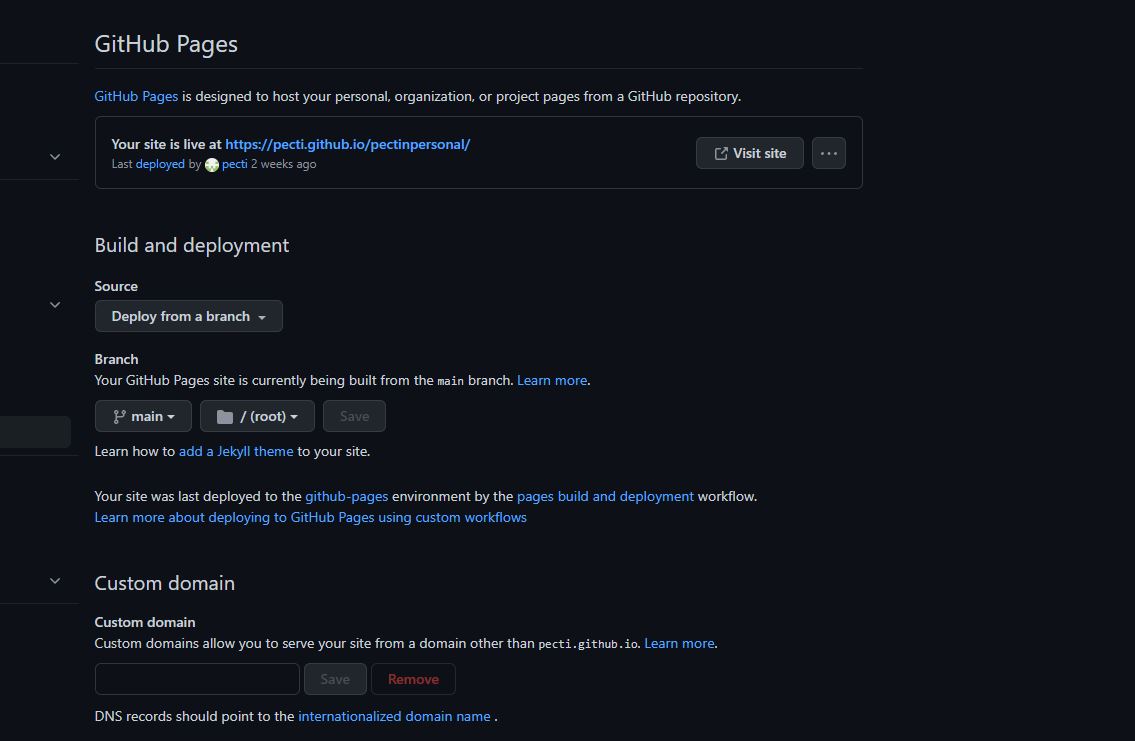 GitHub Pages
GitHub Pages is designed to host your personal, organization, or project pages from a GitHub repository.
Your site is live at https://pecti.github.io/pectinpersonal/
Last deployed by pecti 2 weeks ago
Visit site
...
Build and deployment
Source
Deploy from a branch
Branch
Your GitHub Pages site is currently being built from the main branch. Learn more.
main
/ (root)
Save
Learn how to add a Jekyll theme to your site.
Your site was last deployed to the github-pages environment by the pages build and deployment workflow.
Learn more about deploying to GitHub Pages using custom workflows
Custom domain
Custom domain
Custom domains allow you to serve your site from a domain other than pecti.github.io. Learn more.
Save
Remove
DNS records should point to the internationalized domain name .